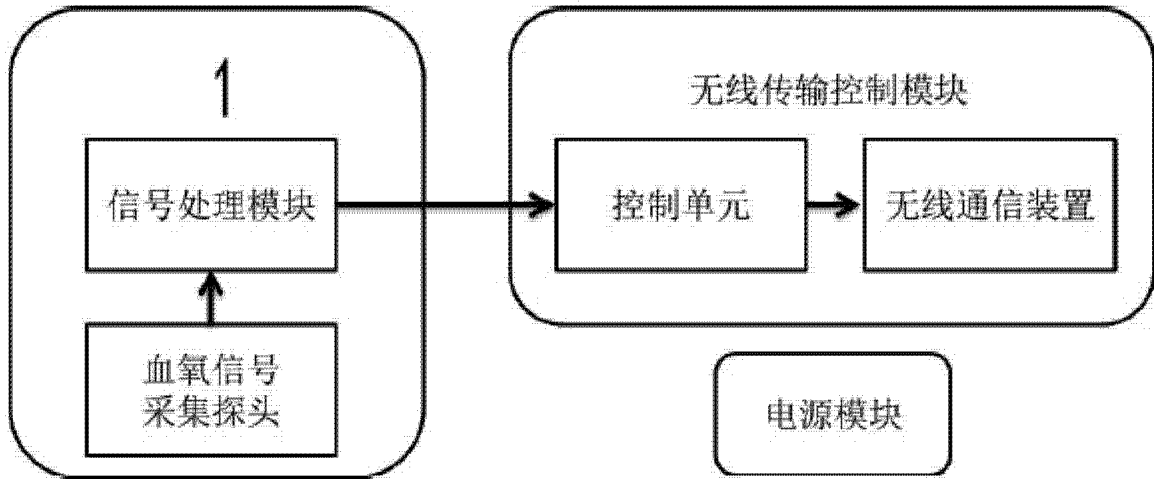 1
信号处理模块
血氧信号
采集探头
无线传输控制模块
控制单元
无线通信装置
电源模块